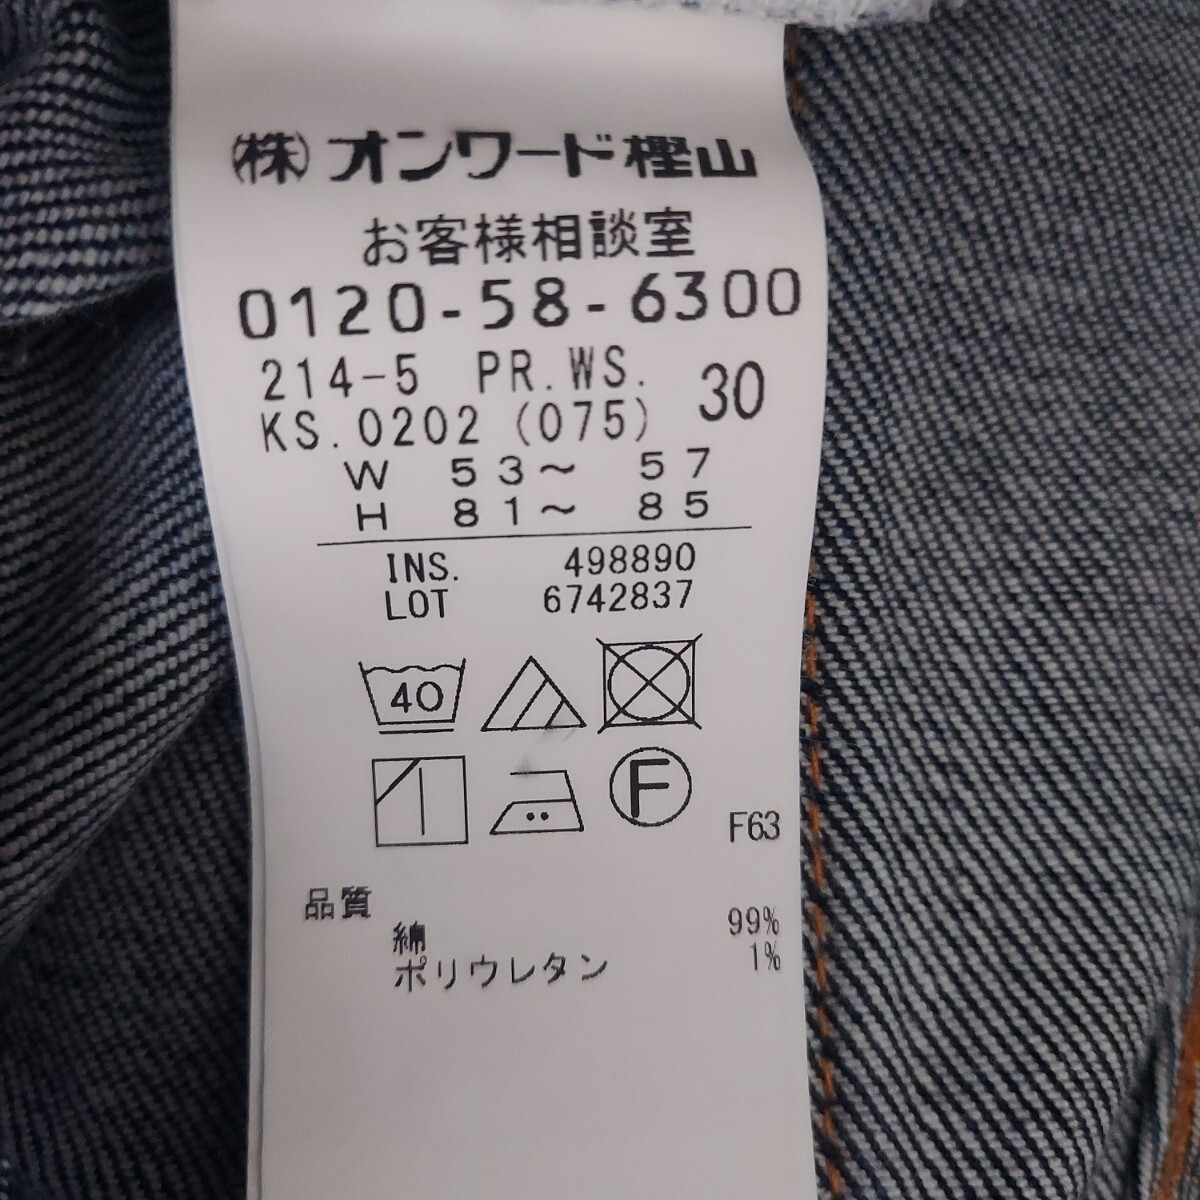 (株)オンワード樫山
お客様相談室
0120-58-6300
214-5 PR.WS. 30
KS.0202 (075)
W 53～ 57
H 81～ 85
INS. 498890
LOT 6742837
40
F
F63
品質
綿 99%
ポリウレタン 1%